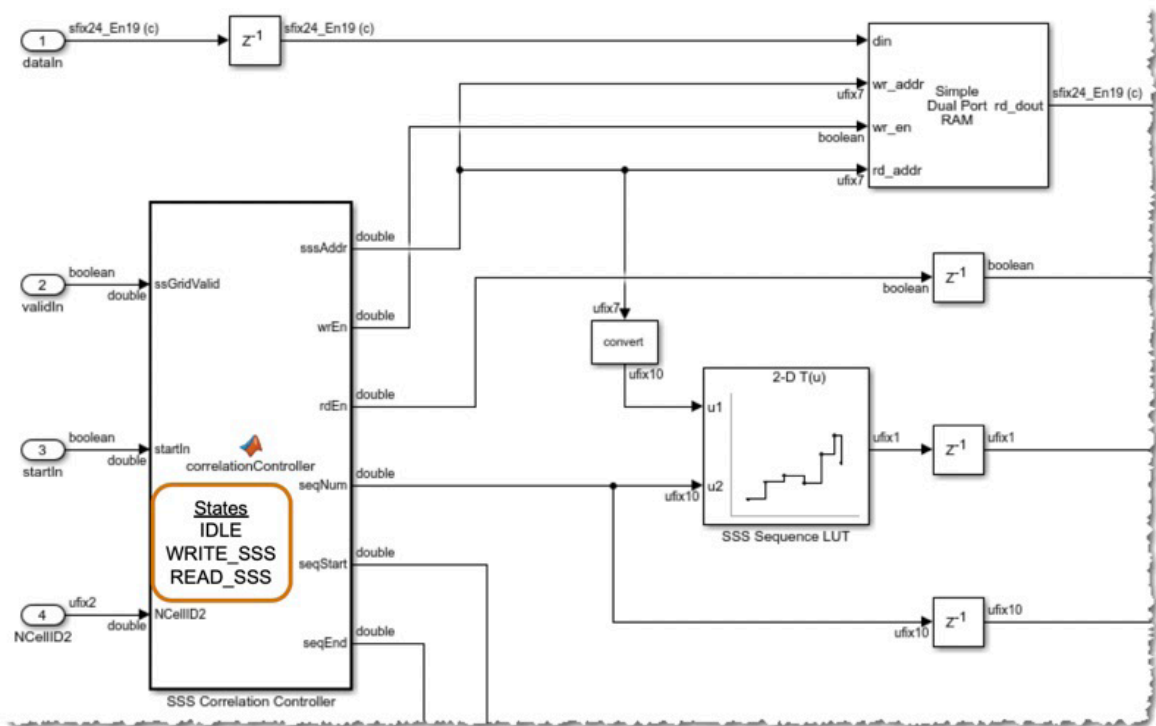 1
dataIn
sfix24_En19 (c)
z-1
sfix24_En19 (c)
din
wr_addr
ufix7
wr_en
boolean
rd_addr
ufix7
Simple
Dual Port
RAM
rd_dout
sfix24_En19 (c)
2
validIn
boolean
double
ssGridValid
sssAddr
double
wrEn
double
rdEn
double
boolean
z-1
boolean
ufix7
convert
ufix10
3
startIn
boolean
double
startIn
correlationController
States
IDLE
WRITE_SSS
READ_SSS
seqNum
double
2-D T(u)
u1
u2
ufix10
SSS Sequence LUT
ufix1
z-1
ufix1
seqStart
double
4
NCellID2
ufix2
double
NCellID2
seqEnd
double
ufix10
z-1
ufix10
SSS Correlation Controller